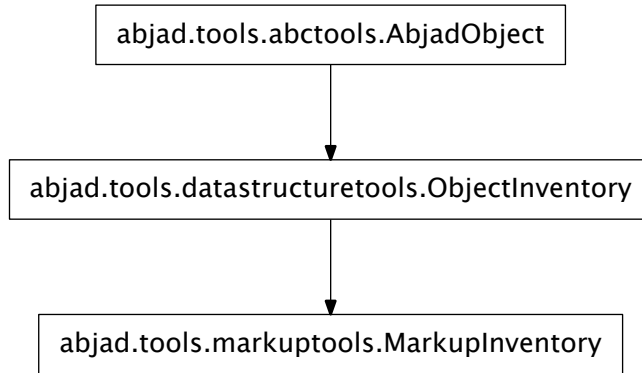 abjad.tools.abctools.AbjadObject
abjad.tools.datastructuretools.ObjectInventory
abjad.tools.markuptools.MarkupInventory